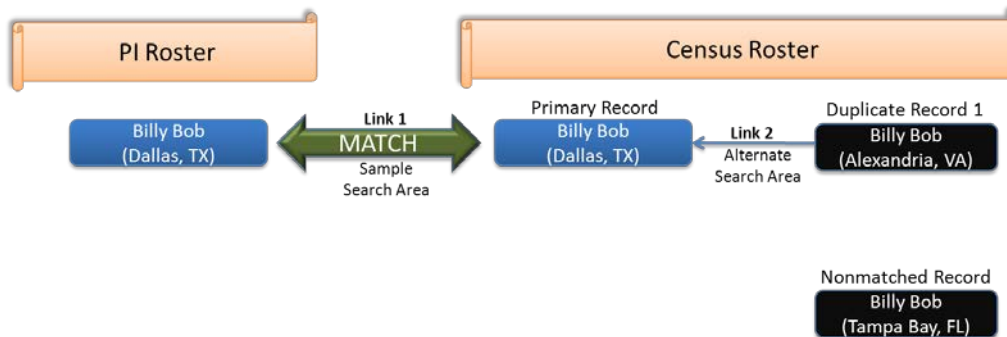 PI Roster
Census Roster
Billy Bob
(Dallas, TX)
Link 1
MATCH
Sample
Search Area
Primary Record
Billy Bob
(Dallas, TX)
Link 2
Alternate
Search Area
Duplicate Record 1
Billy Bob
(Alexandria, VA)
Nonmatched Record
Billy Bob
(Tampa Bay, FL)